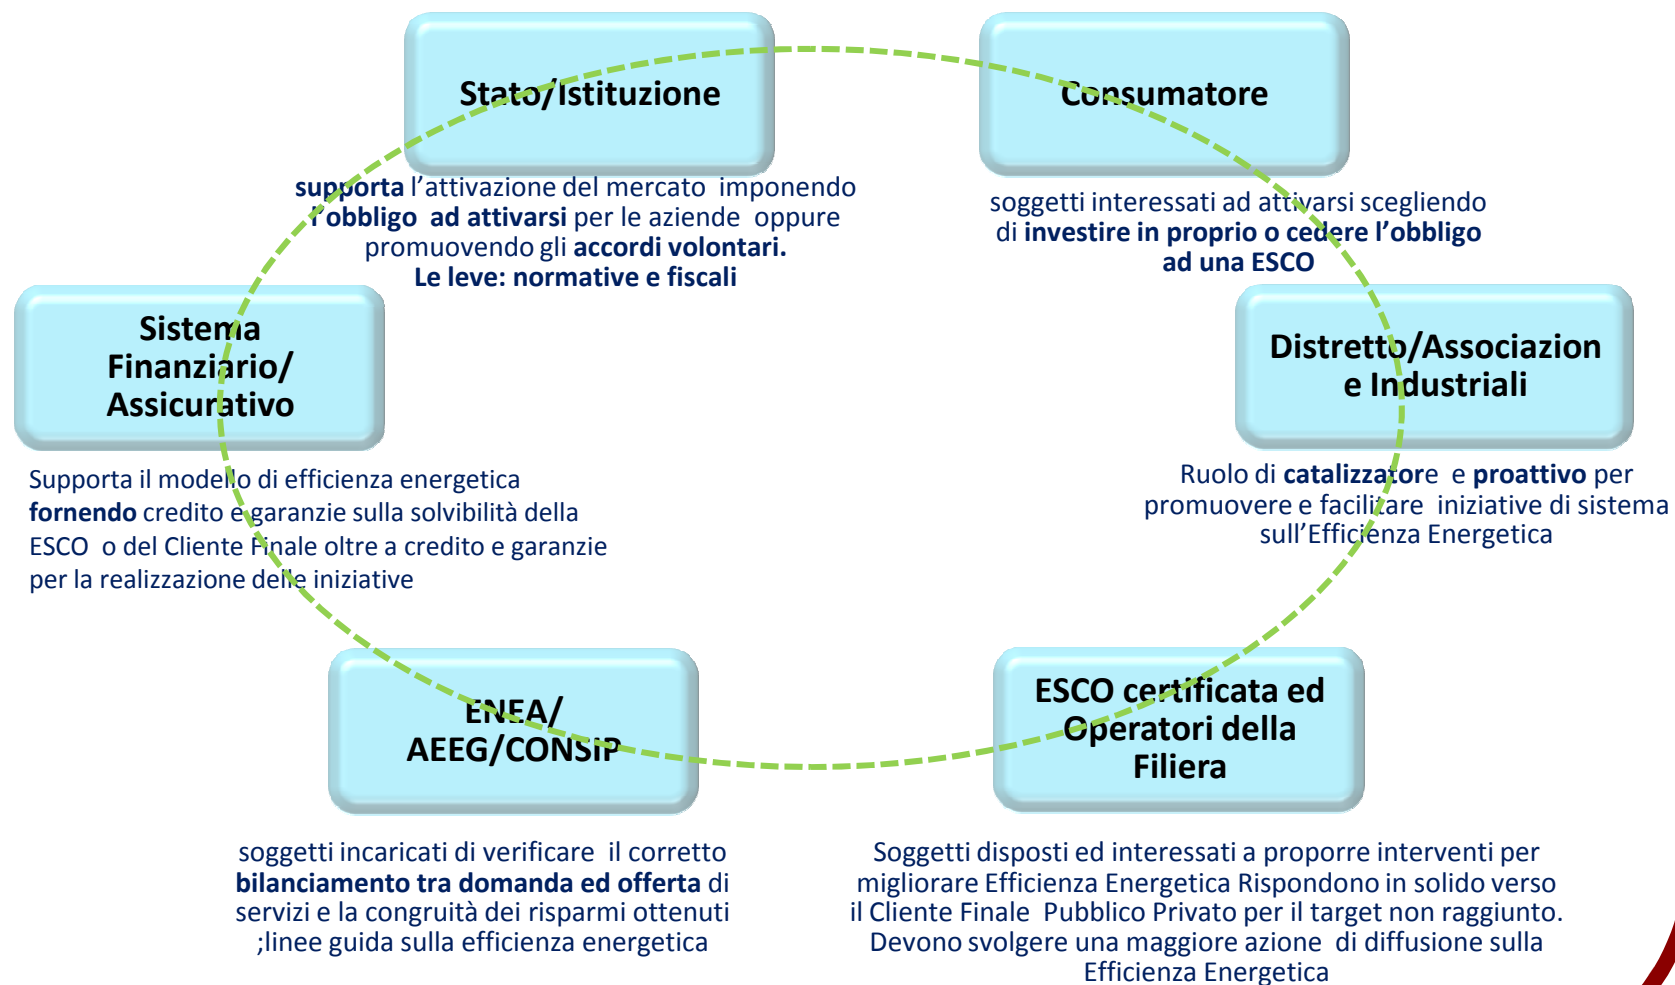 Stato/Istituzione
supporta l'attivazione del mercato imponendo
l'obbligo ad attivarsi per le aziende oppure
promuovendo gli accordi volontari.
Le leve: normative e fiscali
Consumatore
soggetti interessati ad attivarsi scegliendo
di investire in proprio o cedere l'obbligo
ad una ESCO
Sistema
Finanziario/
Assicurativo
Supporta il modello di efficienza energetica
fornendo credito e garanzie sulla solvibilità della
ESCO o del Cliente Finale oltre a credito e garanzie
per la realizzazione delle iniziative
Distretto/Associazion
e Industriali
Ruolo di catalizzatore e proattivo per
promuovere e facilitare iniziative di sistema
sull'Efficienza Energetica
ENEA/
AEEG/CONSIP
soggetti incaricati di verificare il corretto
bilanciamento tra domanda ed offerta di
servizi e la congruità dei risparmi ottenuti
;linee guida sulla efficienza energetica
ESCO certificata ed
Operatori della
Filiera
Soggetti disposti ed interessati a proporre interventi per
migliorare Efficienza Energetica Rispondono in solido verso
il Cliente Finale Pubblico Privato per il target non raggiunto.
Devono svolgere una maggiore azione di diffusione sulla
Efficienza Energetica